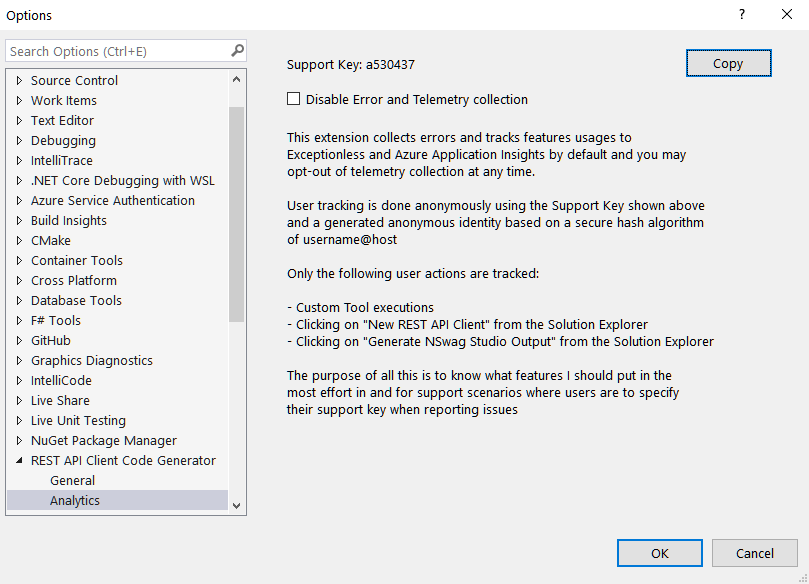 Options
?
Search Options (Ctrl+E)
Source Control
Work Items
Text Editor
Debugging
IntelliTrace
.NET Core Debugging with WSL
Azure Service Authentication
Build Insights
CMake
Container Tools
Cross Platform
Database Tools
F# Tools
GitHub
Graphics Diagnostics
IntelliCode
Live Share
Live Unit Testing
NuGet Package Manager
REST API Client Code Generator
General
Analytics
Support Key: a530437
Copy
Disable Error and Telemetry collection
This extension collects errors and tracks features usages to
Exceptionless and Azure Application Insights by default and you may
opt-out of telemetry collection at any time.
User tracking is done anonymously using the Support Key shown above
and a generated anonymous identity based on a secure hash algorithm
of username@host
Only the following user actions are tracked:
- Custom Tool executions
- Clicking on "New REST API Client" from the Solution Explorer
- Clicking on "Generate NSwag Studio Output" from the Solution Explorer
The purpose of all this is to know what features I should put in the
most effort in and for support scenarios where users are to specify
their support key when reporting issues
OK
Cancel